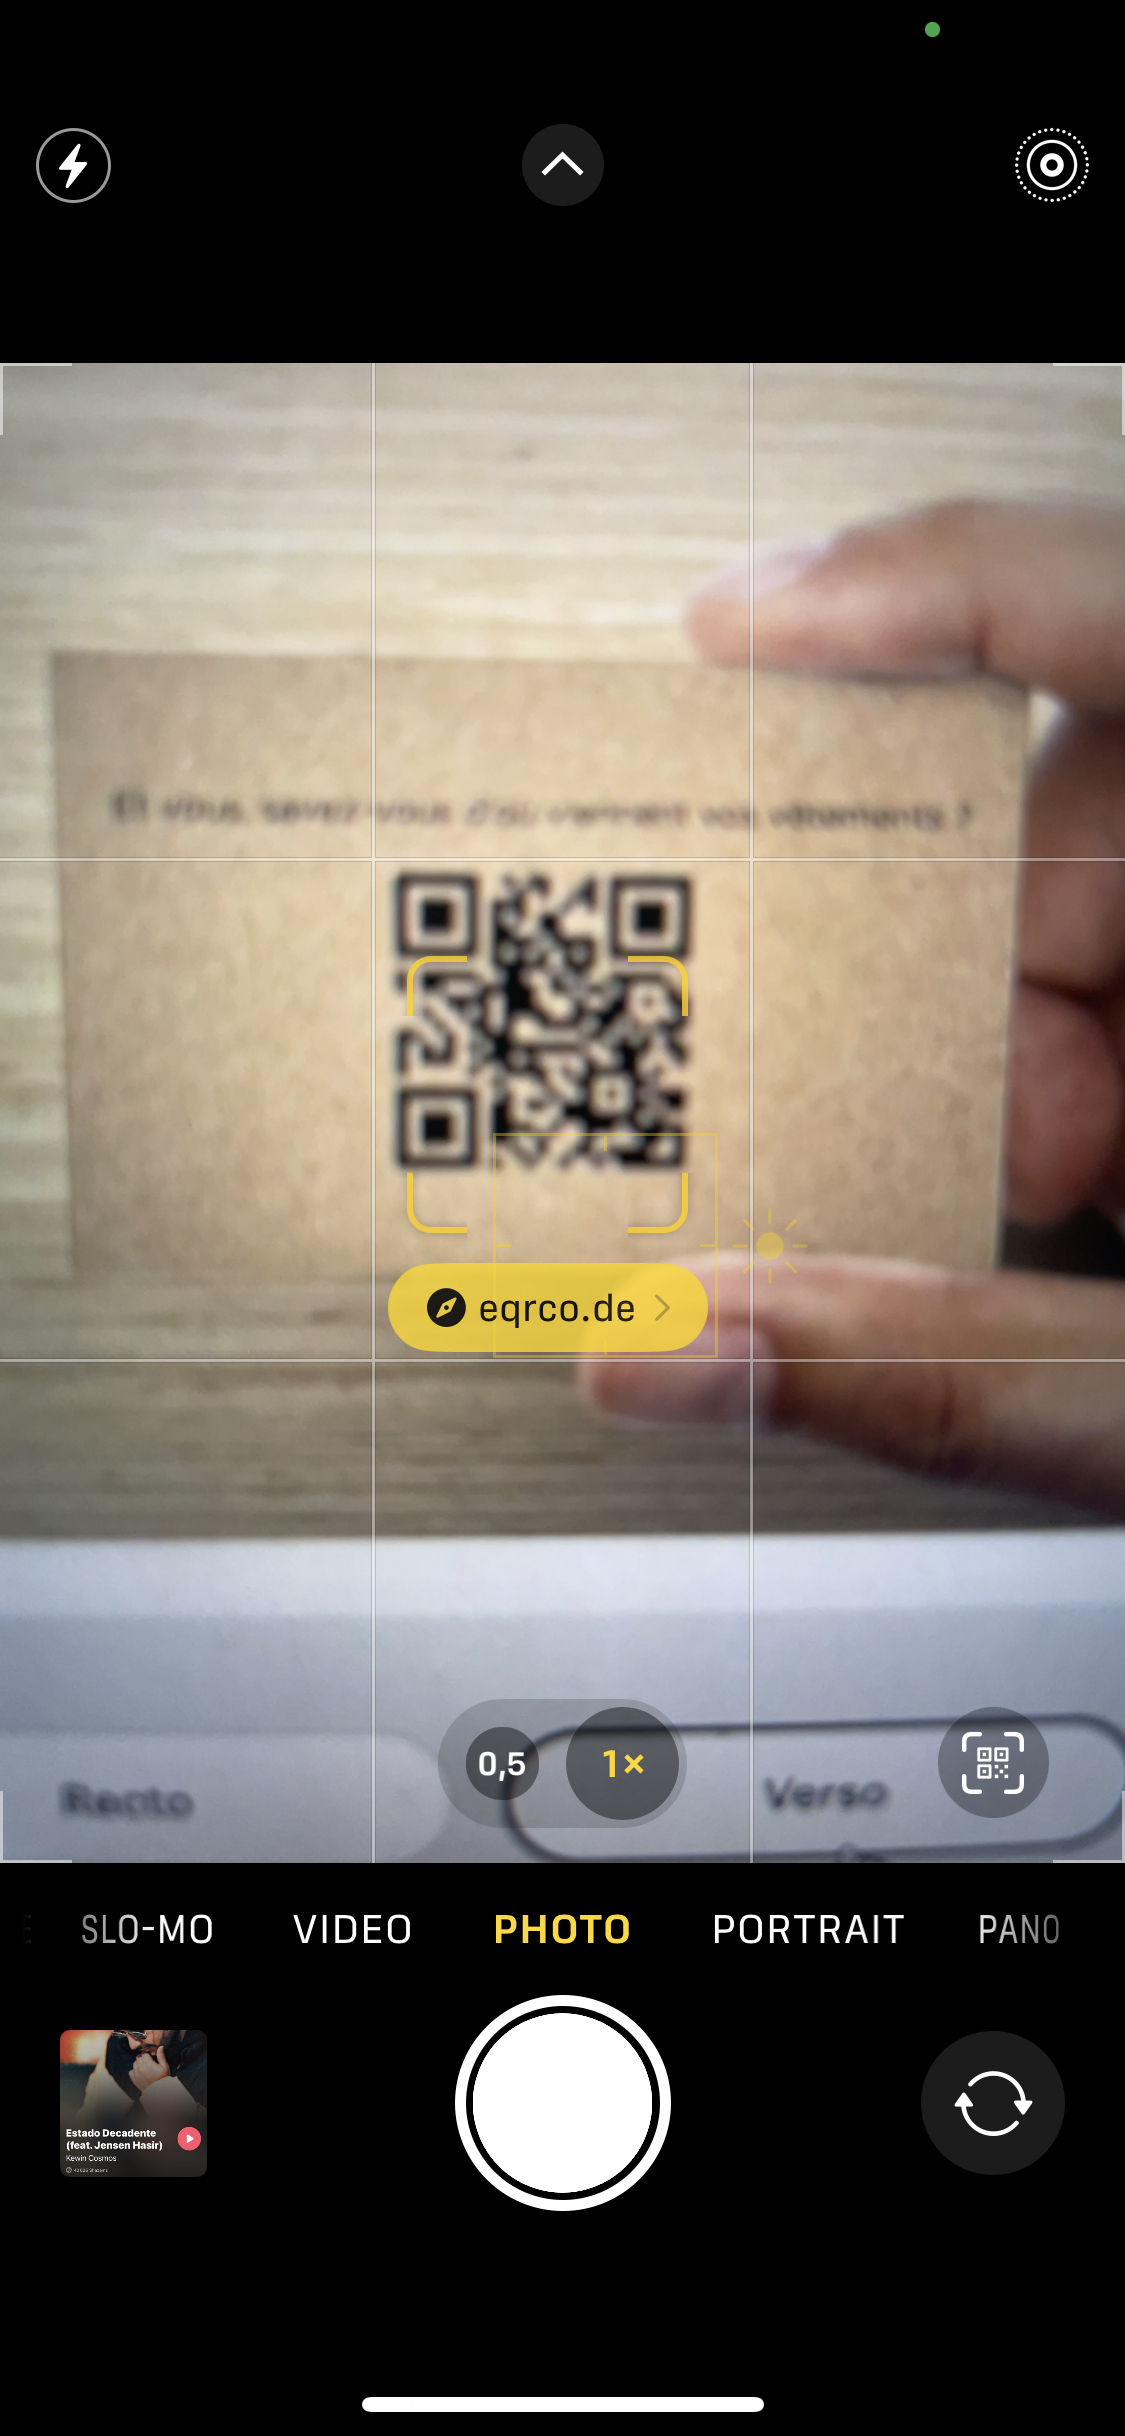 Et vous, savez-vous d'où viennent vos vêtements ?
eqrco.de
0,5 1×
Recto Verso
SLO-MO VIDEO PHOTO PORTRAIT PANO
Estado Decadente
(feat. Jensen Hasir)
Kewin Cosmos